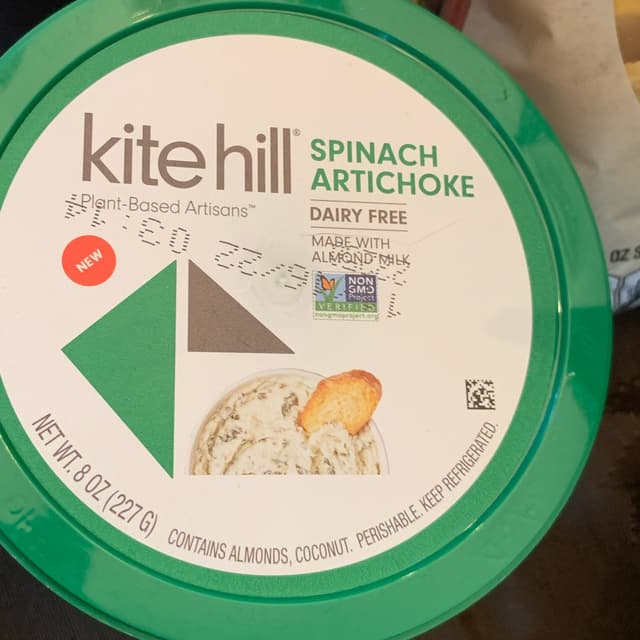 kite hill®
Plant-Based Artisans™
SPINACH
ARTICHOKE
DAIRY FREE
MADE WITH
ALMOND MILK
NEW
NON
GMO
Project
VERIFIED
nongmoproject.org
NET WT. 8 OZ (227 G)
CONTAINS ALMONDS, COCONUT. PERISHABLE. KEEP REFRIGERATED.
OZ